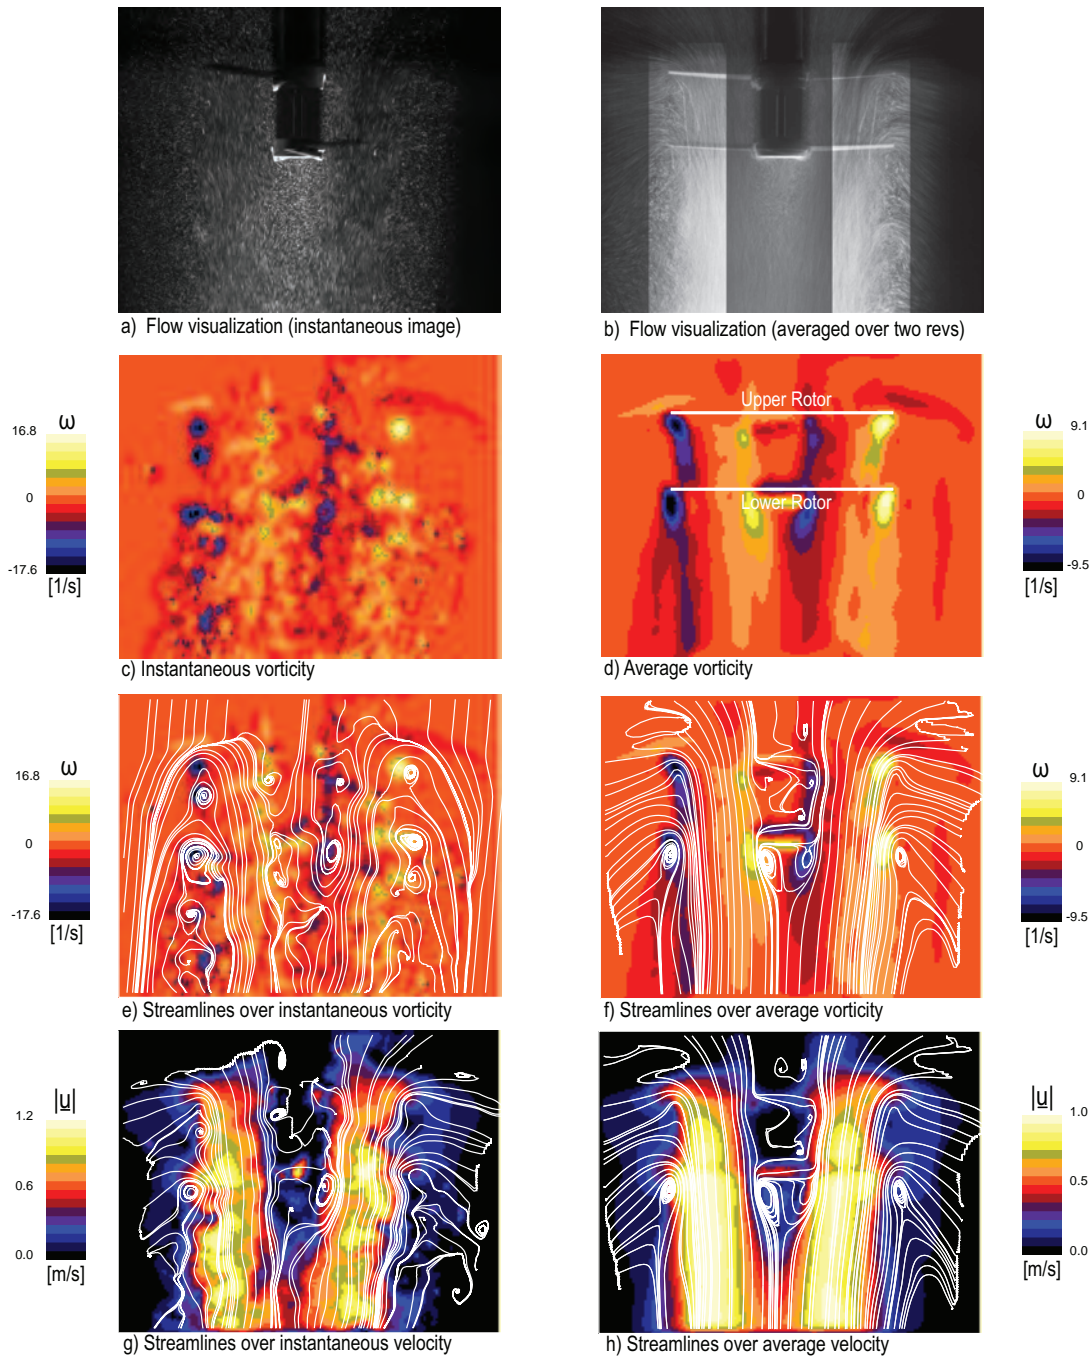 a) Flow visualization (instantaneous image)
b) Flow visualization (averaged over two revs)
ω
16.8
0
-17.6
[1/s]
Upper Rotor
Lower Rotor
ω
9.1
0
-9.5
[1/s]
c) Instantaneous vorticity
d) Average vorticity
ω
16.8
0
-17.6
[1/s]
ω
9.1
0
-9.5
[1/s]
e) Streamlines over instantaneous vorticity
f) Streamlines over average vorticity
|u|
1.2
0.6
0.0
[m/s]
|u|
1.0
0.5
0.0
[m/s]
g) Streamlines over instantaneous velocity
h) Streamlines over average velocity